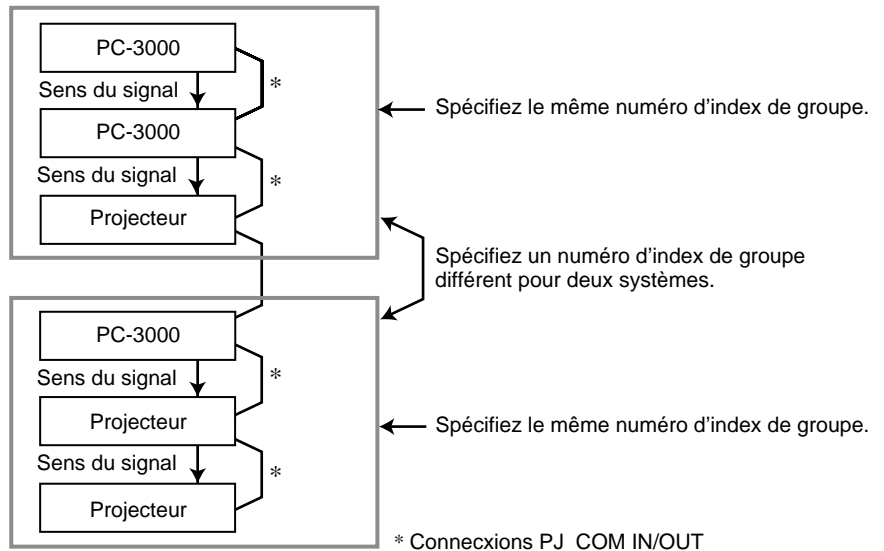 PC-3000
Sens du signal
*
Spécifiez le même numéro d'index de groupe.
PC-3000
Sens du signal
*
Projecteur
Spécifiez un numéro d'index de groupe
différent pour deux systèmes.
PC-3000
Sens du signal
*
Projecteur
Spécifiez le même numéro d'index de groupe.
Sens du signal
*
Projecteur
* Connecxions PJ COM IN/OUT